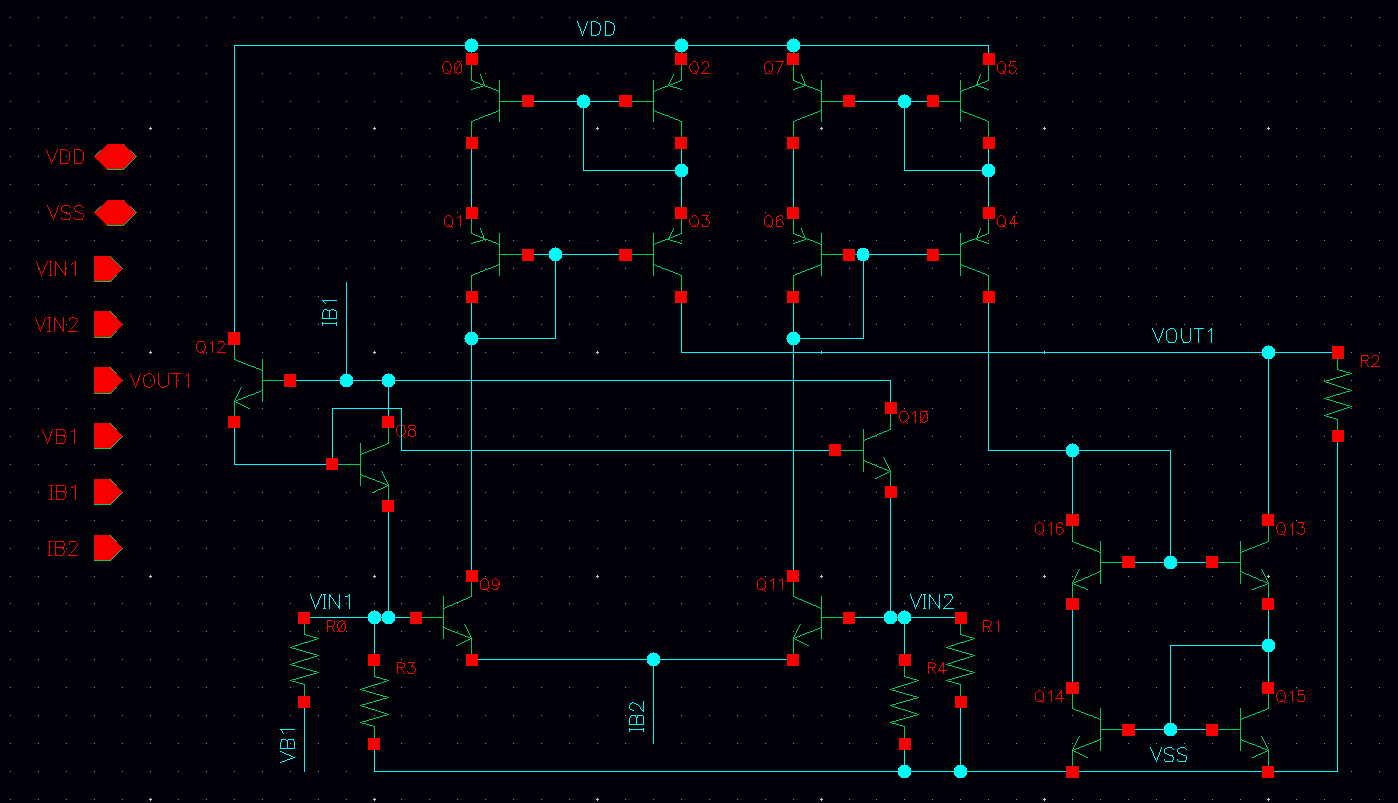 VDD
Q0
Q2
Q7
Q5
VDD
VSS
Q1
Q3
Q6
Q4
VIN1
IB1
VIN2
VOUT1
Q12
R2
VOUT1
Q10
VB1
Q8
IB1
Q16
Q13
IB2
Q9
Q11
VIN1
VIN2
R0
R1
R3
R4
Q14
Q15
IB2
VB1
VSS